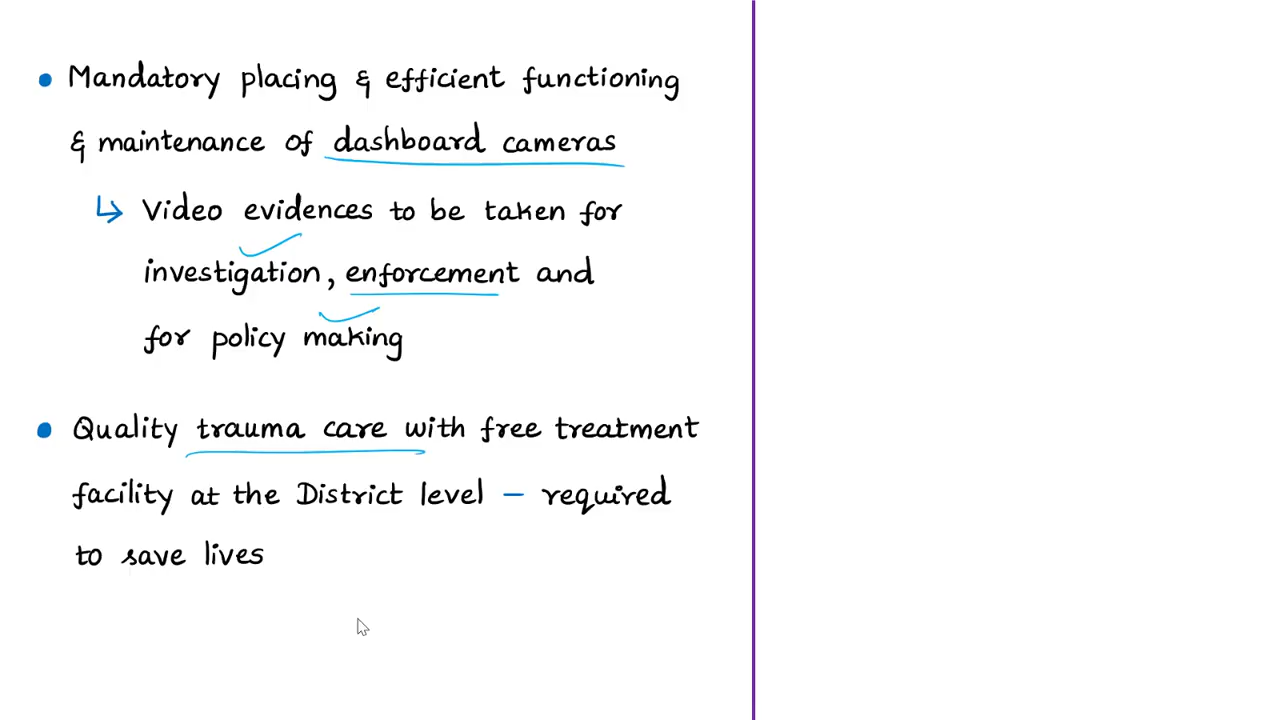 • Mandatory placing & efficient functioning
& maintenance of dashboard cameras
↳ Video evidences to be taken for
investigation, enforcement and
for policy making
• Quality trauma care with free treatment
facility at the District level – required
to save lives